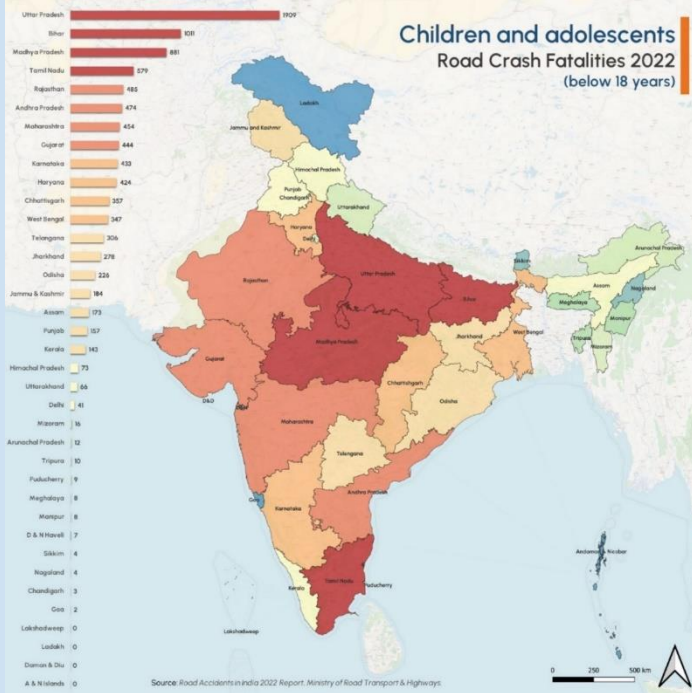 Children and adolescents
Road Crash Fatalities 2022
(below 18 years)
Uttar Pradesh 1909
Bihar 1011
Madhya Pradesh 881
Tamil Nadu 579
Rajasthan 485
Andhra Pradesh 474
Maharashtra 454
Gujarat 444
Karnataka 433
Haryana 424
Chhattisgarh 357
West Bengal 347
Telangana 306
Jharkhand 278
Odisha 226
Jammu & Kashmir 184
Assam 173
Punjab 157
Kerala 142
Himachal Pradesh 73
Uttarakhand 66
Delhi 41
Mizoram 16
Arunachal Pradesh 12
Tripura 10
Puducherry 9
Meghalaya 8
Manipur 8
D & N Haveli 7
Sikkim 4
Nagaland 4
Chandigarh 3
Goa 2
Lakshadweep 0
Ladakh 0
Daman & Diu 0
A & N Islands 0
Ladakh
Jammu and Kashmir
Himachal Pradesh
Punjab
Chandigarh
Uttarakhand
Haryana
Delhi
Arunachal Pradesh
Sikkim
Rajasthan
Uttar Pradesh
Bihar
Assam
Nagaland
Meghalaya
Manipur
Tripura
Mizoram
Madhya Pradesh
Jharkhand
West Bengal
Gujarat
Chhattishgarh
Odisha
D&D
Maharashtra
Telangana
Andhra Pradesh
Goa
Karnataka
Andaman & Nicobar
Tamil Nadu
Puducherry
Kerala
Lakshadweep
0 250 500 km
Source: Road Accidents in India 2022 Report. Ministry of Road Transport & Highways